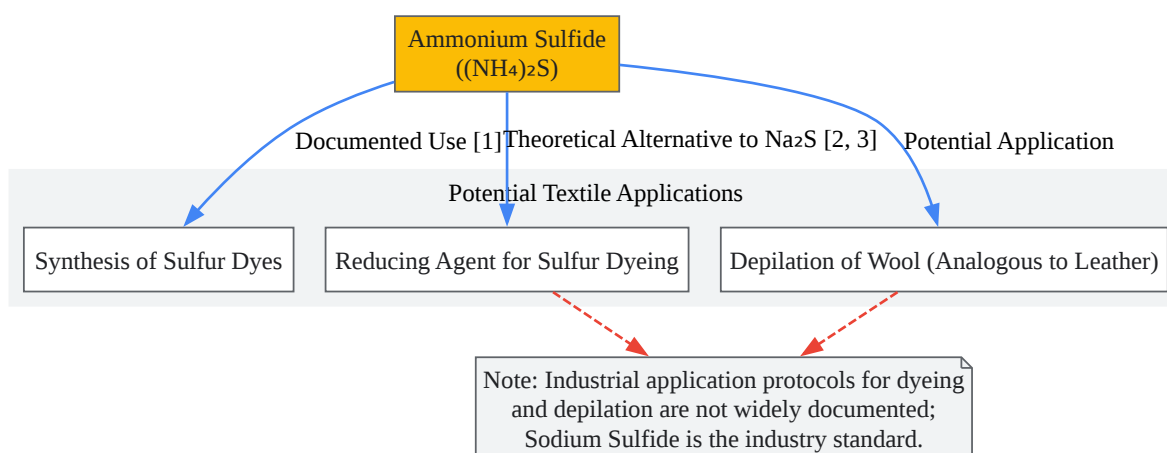 Ammonium Sulfide
((NH₄)₂S)
Documented Use [1]
Theoretical Alternative to Na₂S [2, 3]
Potential Application
Potential Textile Applications
Synthesis of Sulfur Dyes
Reducing Agent for Sulfur Dyeing
Depilation of Wool (Analogous to Leather)
Note: Industrial application protocols for dyeing
and depilation are not widely documented;
Sodium Sulfide is the industry standard.